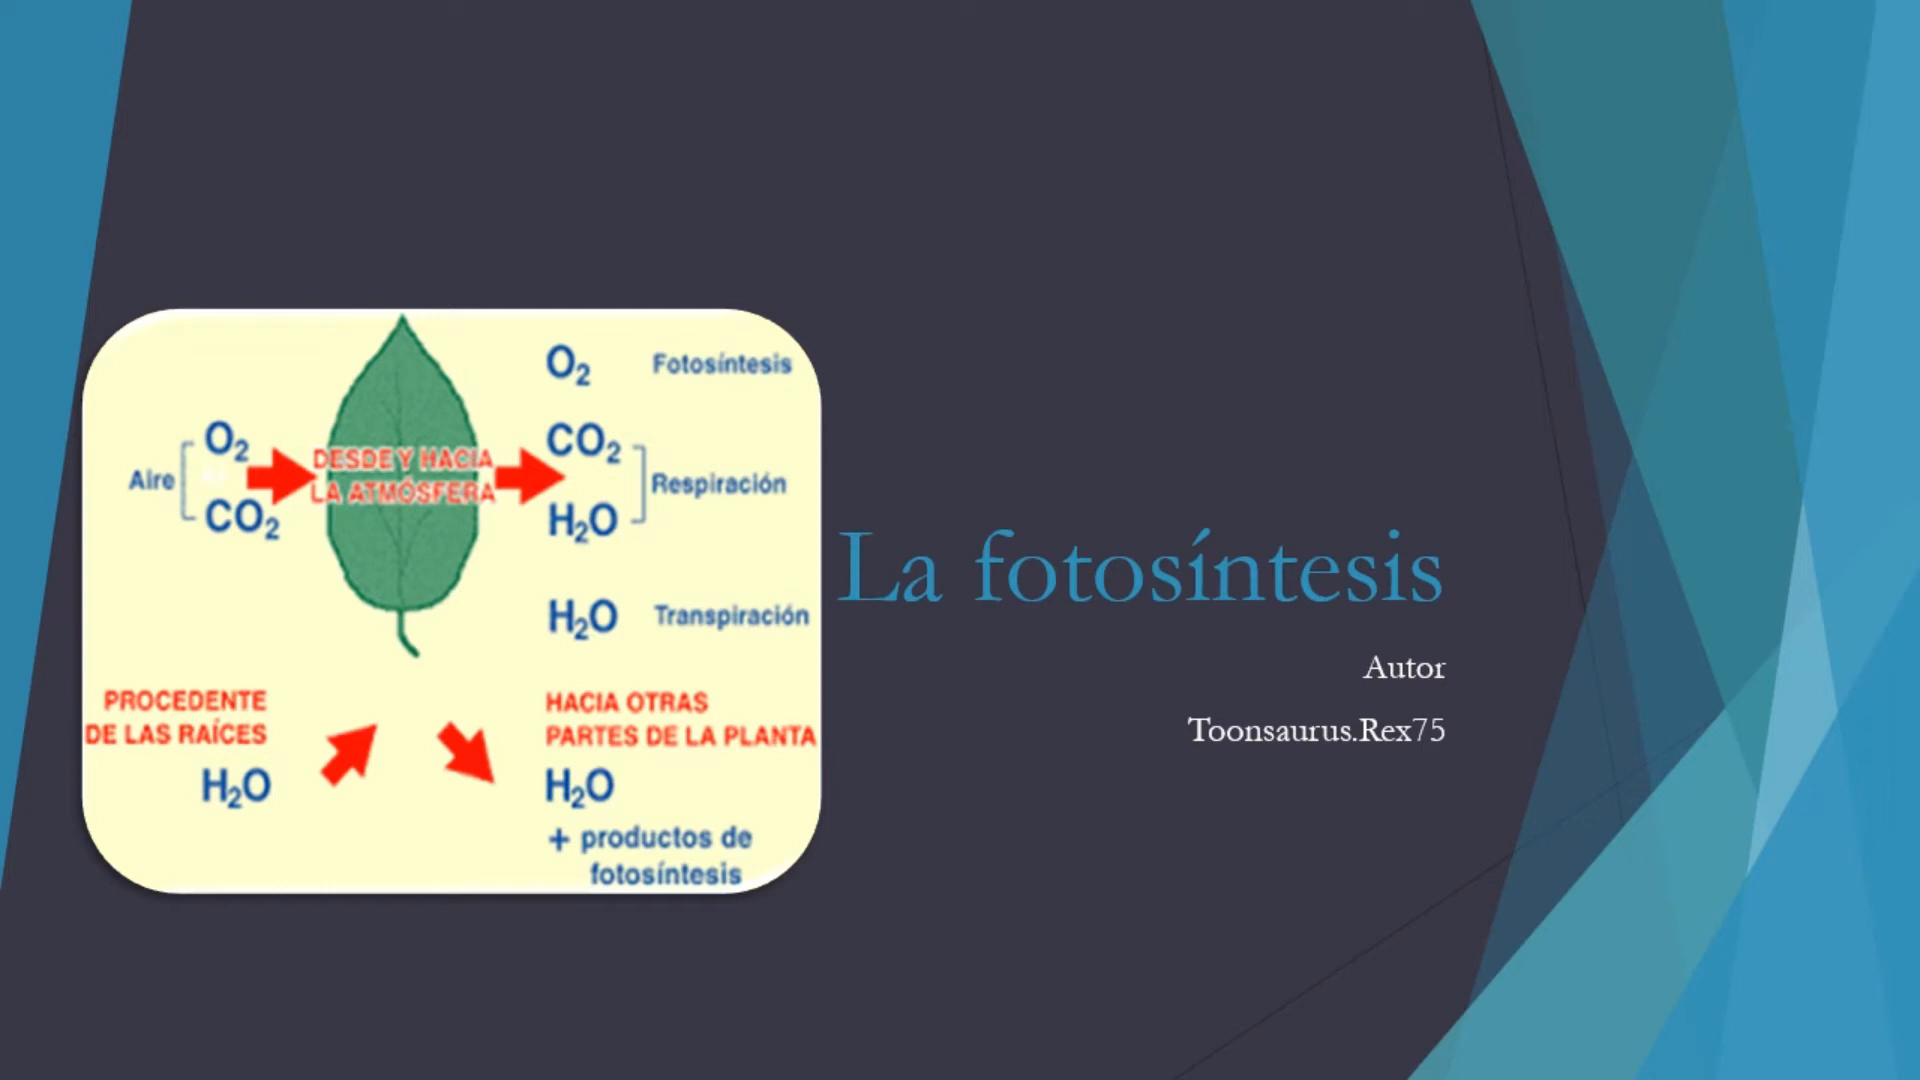 O₂ Fotosíntesis
O₂
CO₂
Aire
DESDE Y HACIA
LA ATMÓSFERA
Respiración
CO₂
H₂O
H₂O Transpiración
PROCEDENTE
DE LAS RAÍCES
H₂O
HACIA OTRAS
PARTES DE LA PLANTA
H₂O
+ productos de
fotosíntesis
La fotosíntesis
Autor
Toonsaurus.Rex75